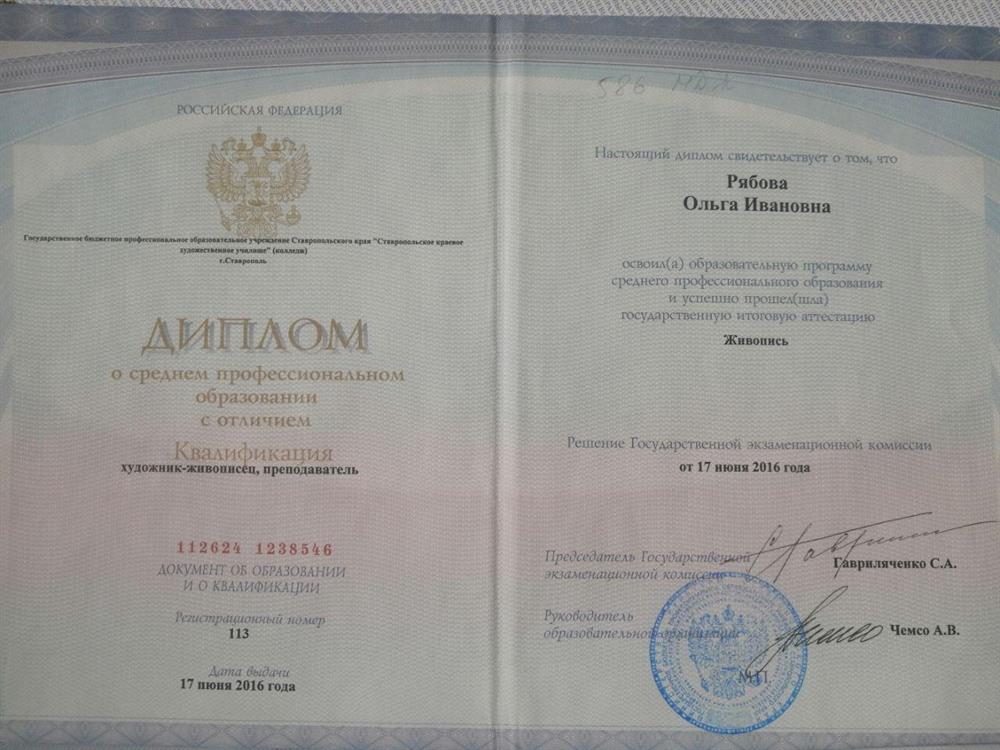 РОССИЙСКАЯ ФЕДЕРАЦИЯ
Государственное бюджетное профессиональное образовательное учреждение Ставропольского края "Ставропольское краевое
художественное училище" (колледж)
г.Ставрополь
ДИПЛОМ
о среднем профессиональном
образовании
с отличием
Квалификация
художник-живописец, преподаватель
112624 1238546
ДОКУМЕНТ ОБ ОБРАЗОВАНИИ
И О КВАЛИФИКАЦИИ
Регистрационный номер
113
Дата выдачи
17 июня 2016 года
586
Настоящий диплом свидетельствует о том, что
Рябова
Ольга Ивановна
освоил(а) образовательную программу
среднего профессионального образования
и успешно прошел(шла)
государственную итоговую аттестацию
Живопись
Решение Государственной экзаменационной комиссии
от 17 июня 2016 года
Председатель Государственной
экзаменационной комиссии
Гавриляченко С.А.
Руководитель
образовательной организации
Чемсо А.В.
М.П.